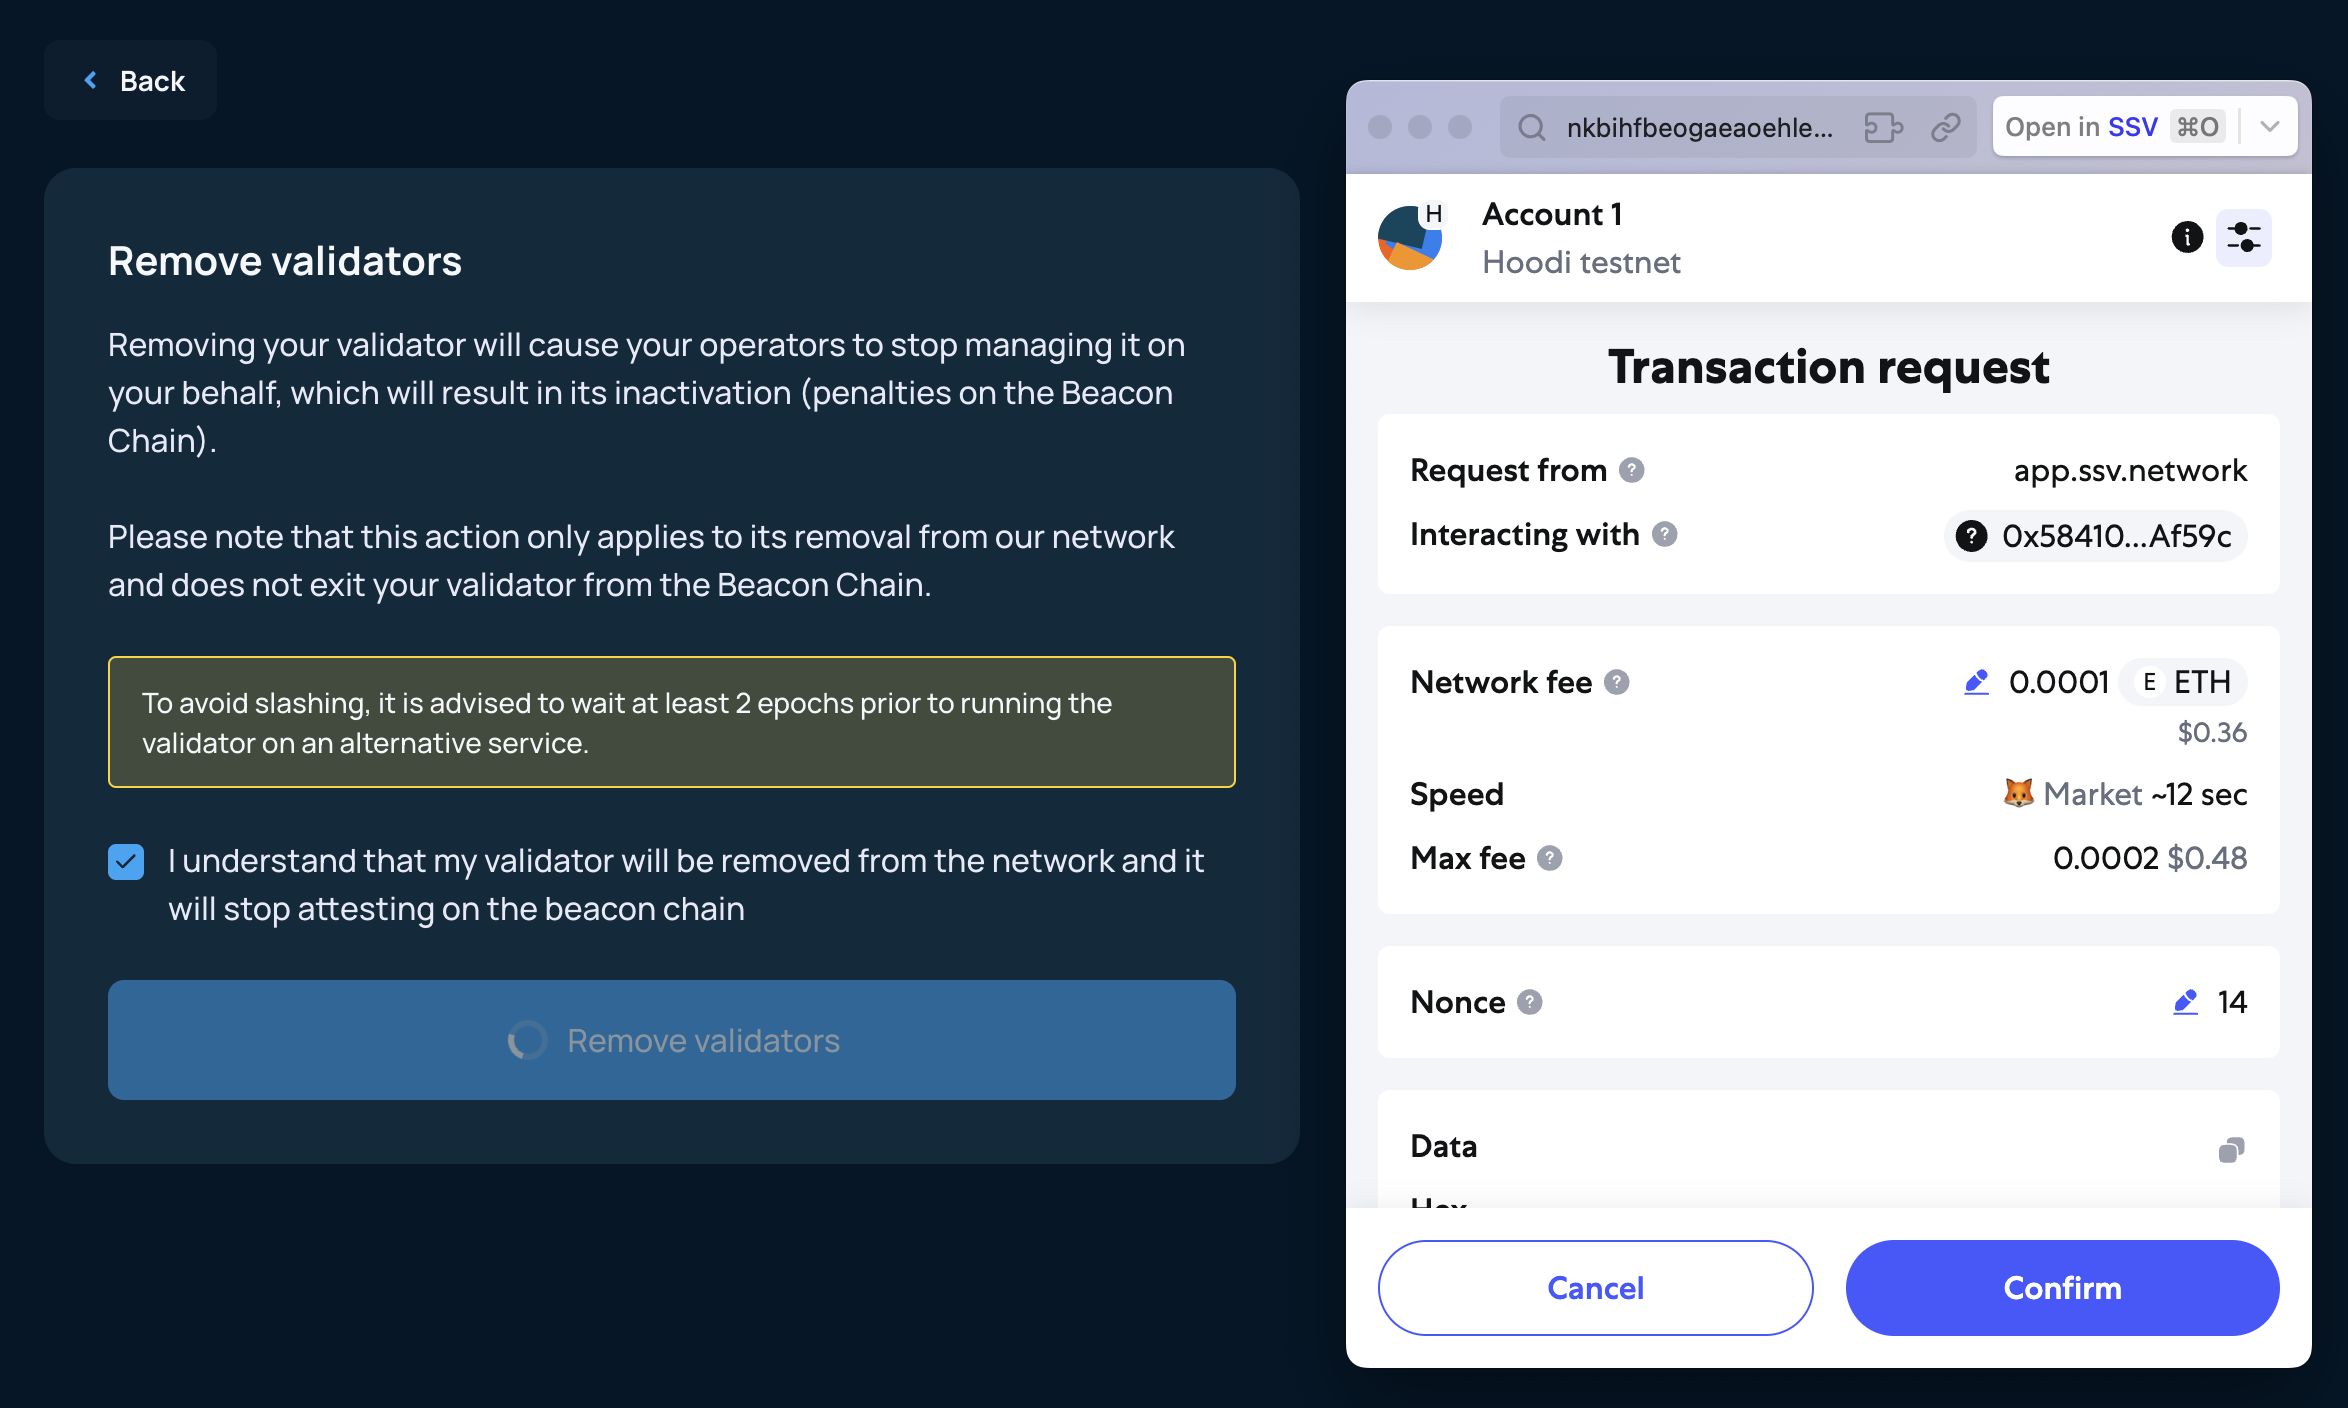 Back
Remove validators
Removing your validator will cause your operators to stop managing it on
your behalf, which will result in its inactivation (penalties on the Beacon
Chain).
Please note that this action only applies to its removal from our network
and does not exit your validator from the Beacon Chain.
To avoid slashing, it is advised to wait at least 2 epochs prior to running the
validator on an alternative service.
I understand that my validator will be removed from the network and it
will stop attesting on the beacon chain
Remove validators
nkbihfbeogaeaoehle... Open in SSV ⌘O
H
Account 1
Hoodi testnet
Transaction request
Request from app.ssv.network
Interacting with 0x58410...Af59c
Network fee 0.0001 E ETH
$0.36
Speed 🦊 Market ~12 sec
Max fee 0.0002 $0.48
Nonce 14
Data
Hex
Cancel Confirm